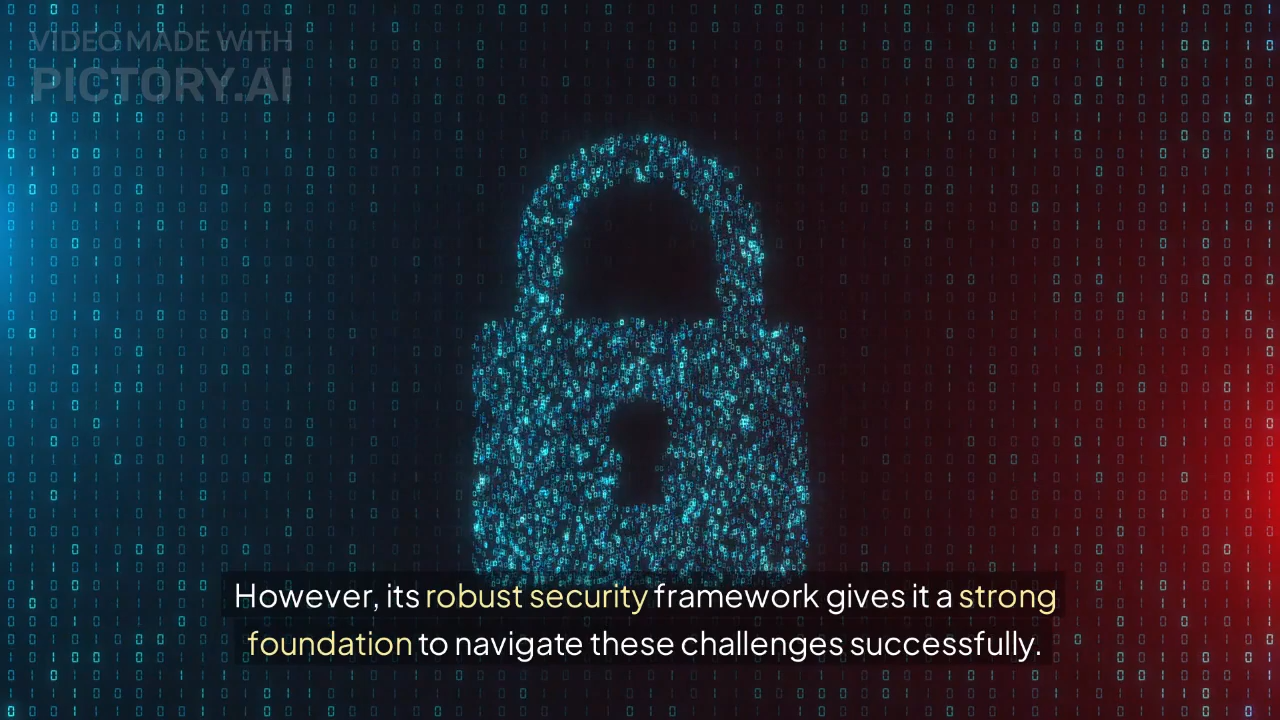 VIDEO MADE WITH
PICTORY.AI
However, its robust security framework gives it a strong
foundation to navigate these challenges successfully.